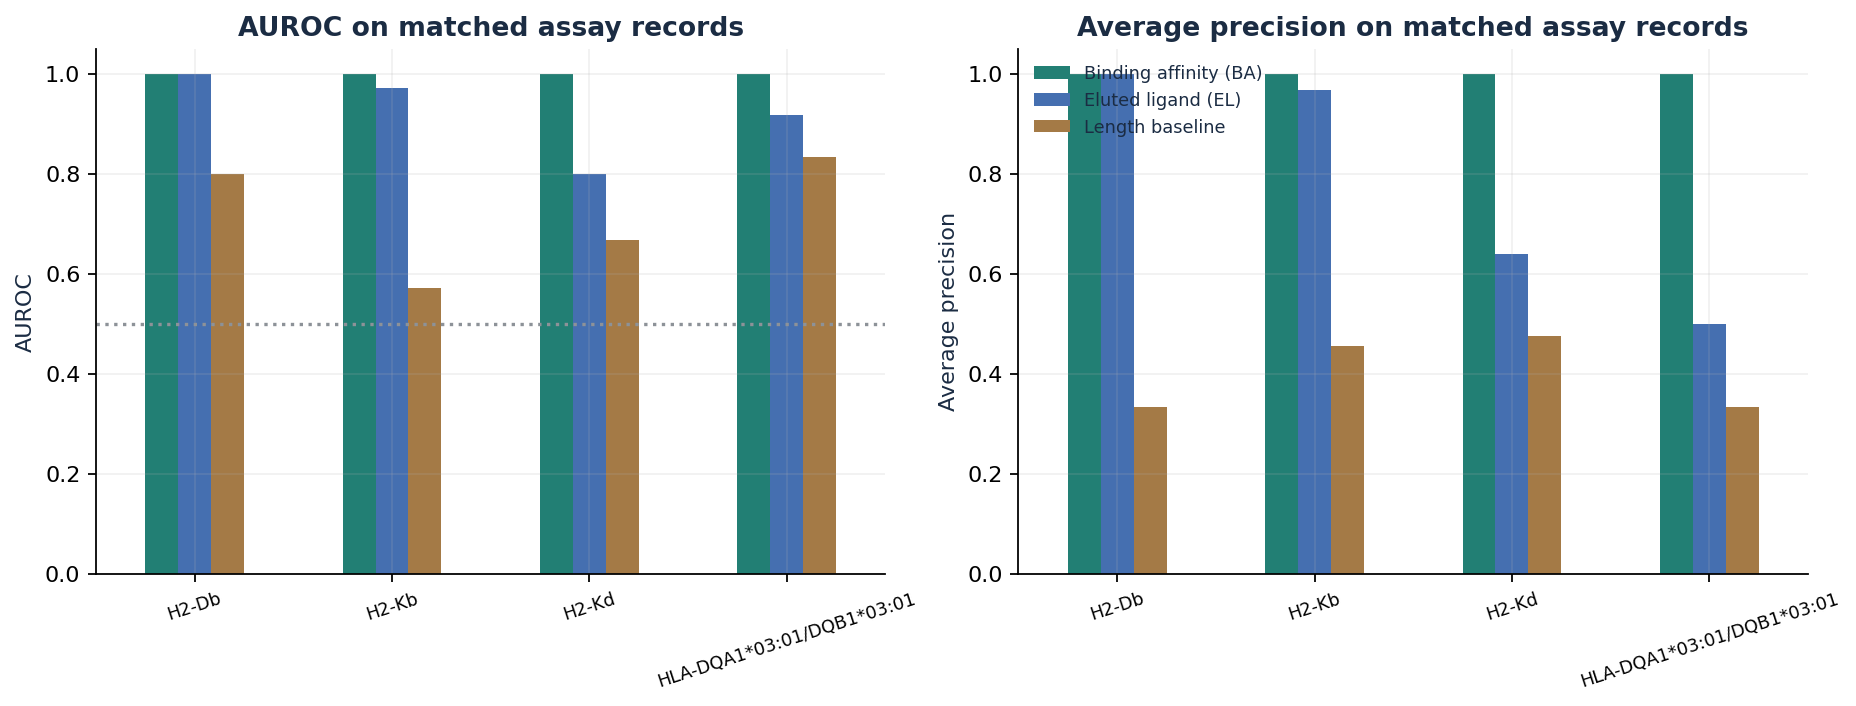 AUROC on matched assay records
AUROC
1.0
0.8
0.6
0.4
0.2
0.0
H2-Db
H2-Kb
H2-Kd
HLA-DQA1*03:01/DQB1*03:01
Average precision on matched assay records
Average precision
1.0
0.8
0.6
0.4
0.2
0.0
Binding affinity (BA)
Eluted ligand (EL)
Length baseline
H2-Db
H2-Kb
H2-Kd
HLA-DQA1*03:01/DQB1*03:01